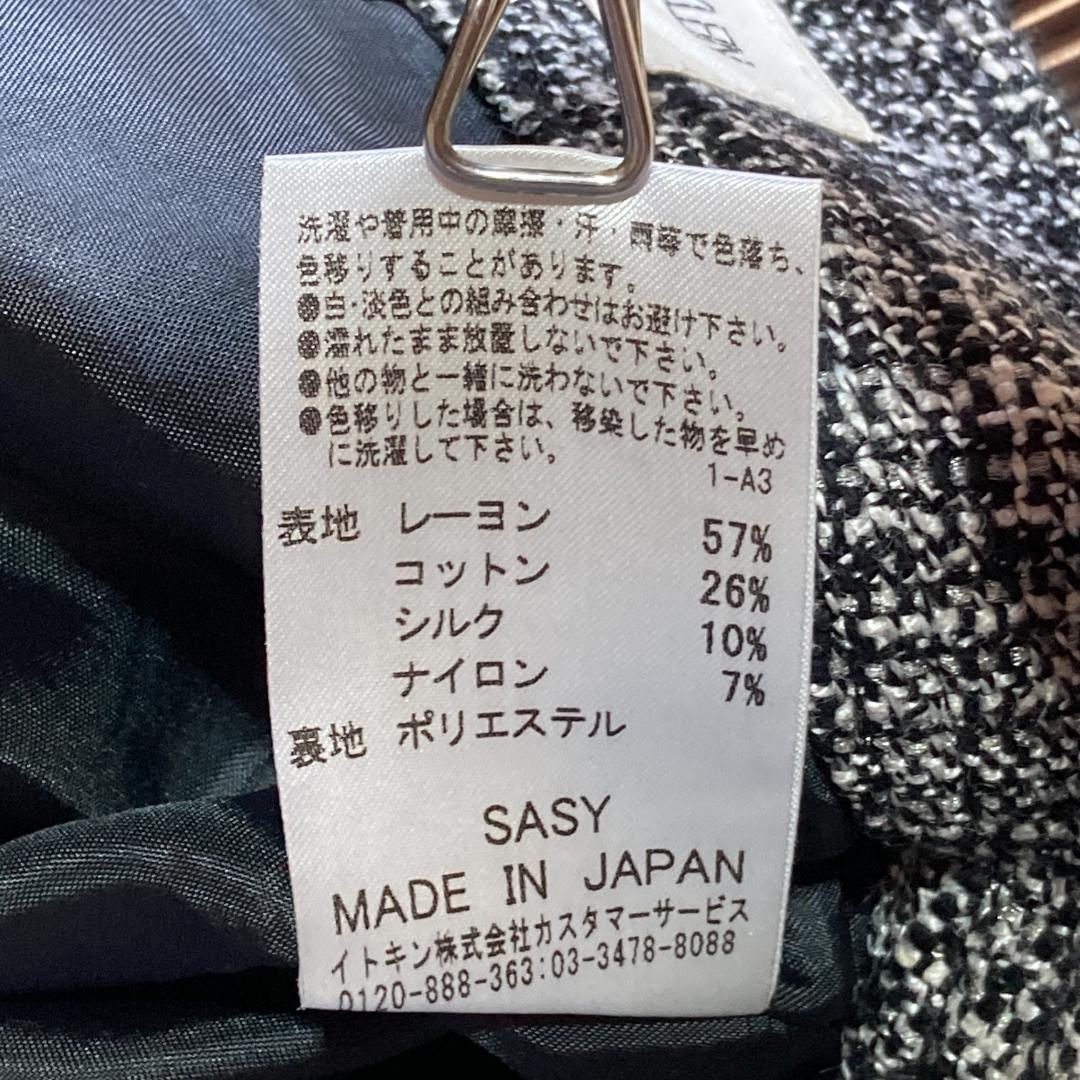 洗濯や着用中の摩擦・汗・雨等で色落ち、
色移りすることがあります。
●白・淡色との組み合わせはお避け下さい。
●濡れたまま放置しないで下さい。
●他の物と一緒に洗わないで下さい。
●色移りした場合は、移染した物を早め
に洗濯して下さい。
1-A3
表地 レーヨン 57%
コットン 26%
シルク 10%
ナイロン 7%
裏地 ポリエステル
SASY
MADE IN JAPAN
イトキン株式会社カスタマーサービス
0120-888-363:03-3478-8088